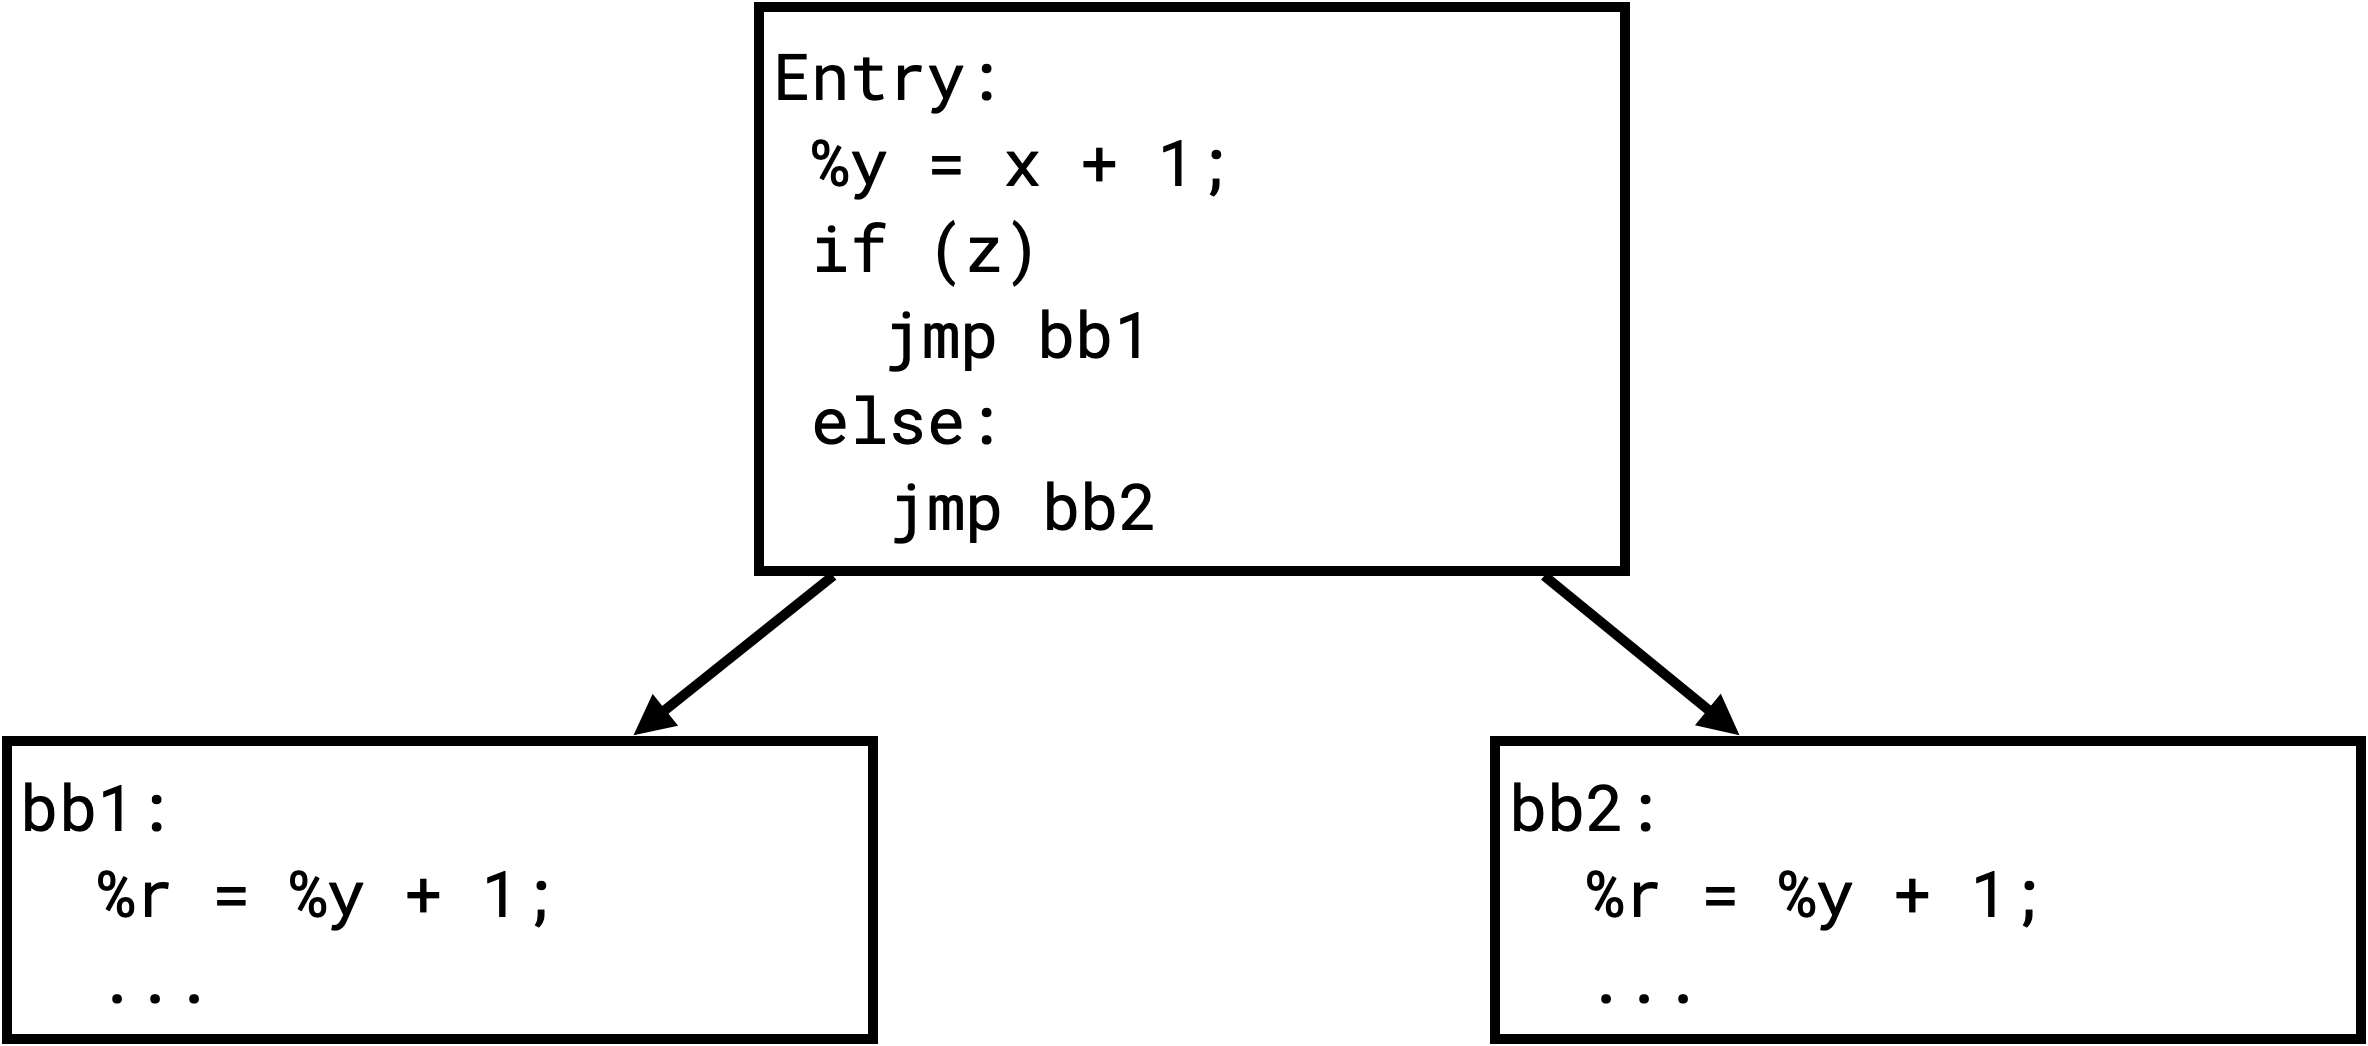 Entry:
%y = x + 1;
if (z)
jmp bb1
else:
jmp bb2
bb1:
%r = %y + 1;
...
bb2:
%r = %y + 1;
...